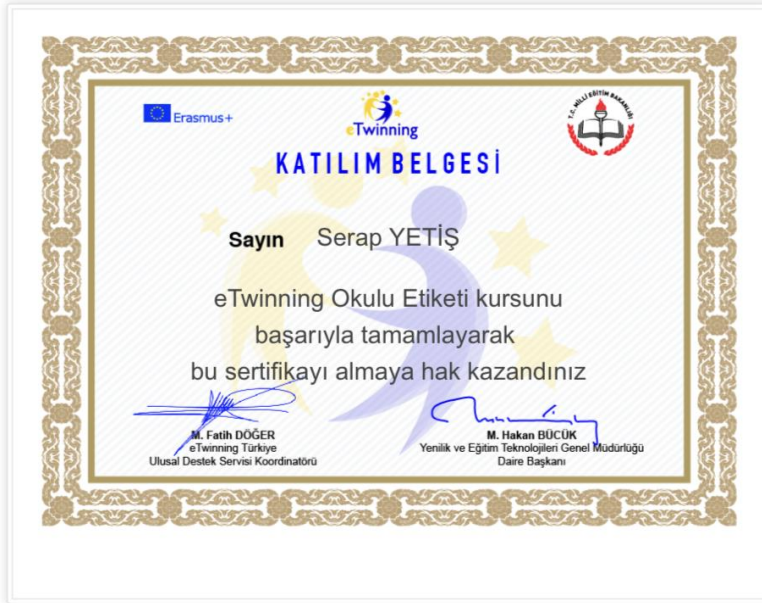 Erasmus+
eTwinning
T.C. MİLLİ EĞİTİM BAKANLIĞI
KATILIM BELGESİ
Sayın Serap YETİŞ
eTwinning Okulu Etiketi kursunu
başarıyla tamamlayarak
bu sertifikayı almaya hak kazandınız
M. Fatih DÖĞER
eTwinning Türkiye
Ulusal Destek Servisi Koordinatörü
M. Hakan BÜCÜK
Yenilik ve Eğitim Teknolojileri Genel Müdürlüğü
Daire Başkanı